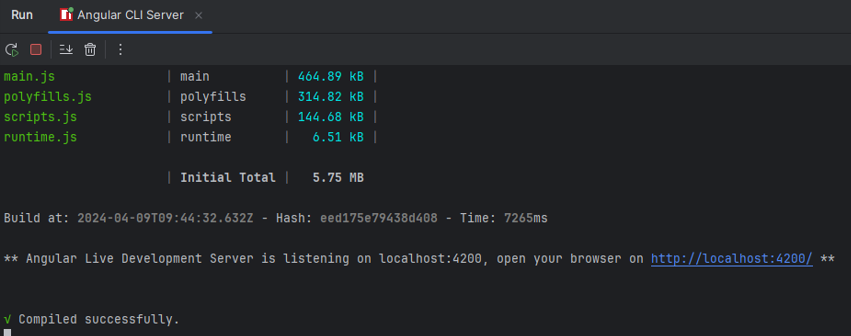 Run Angular CLI Server
main.js | main | 464.89 kB |
polyfills.js | polyfills | 314.82 kB |
scripts.js | scripts | 144.68 kB |
runtime.js | runtime | 6.51 kB |
| Initial Total | 5.75 MB
Build at: 2024-04-09T09:44:32.632Z - Hash: eed175e79438d408 - Time: 7265ms
** Angular Live Development Server is listening on localhost:4200, open your browser on http://localhost:4200/ **
√ Compiled successfully.